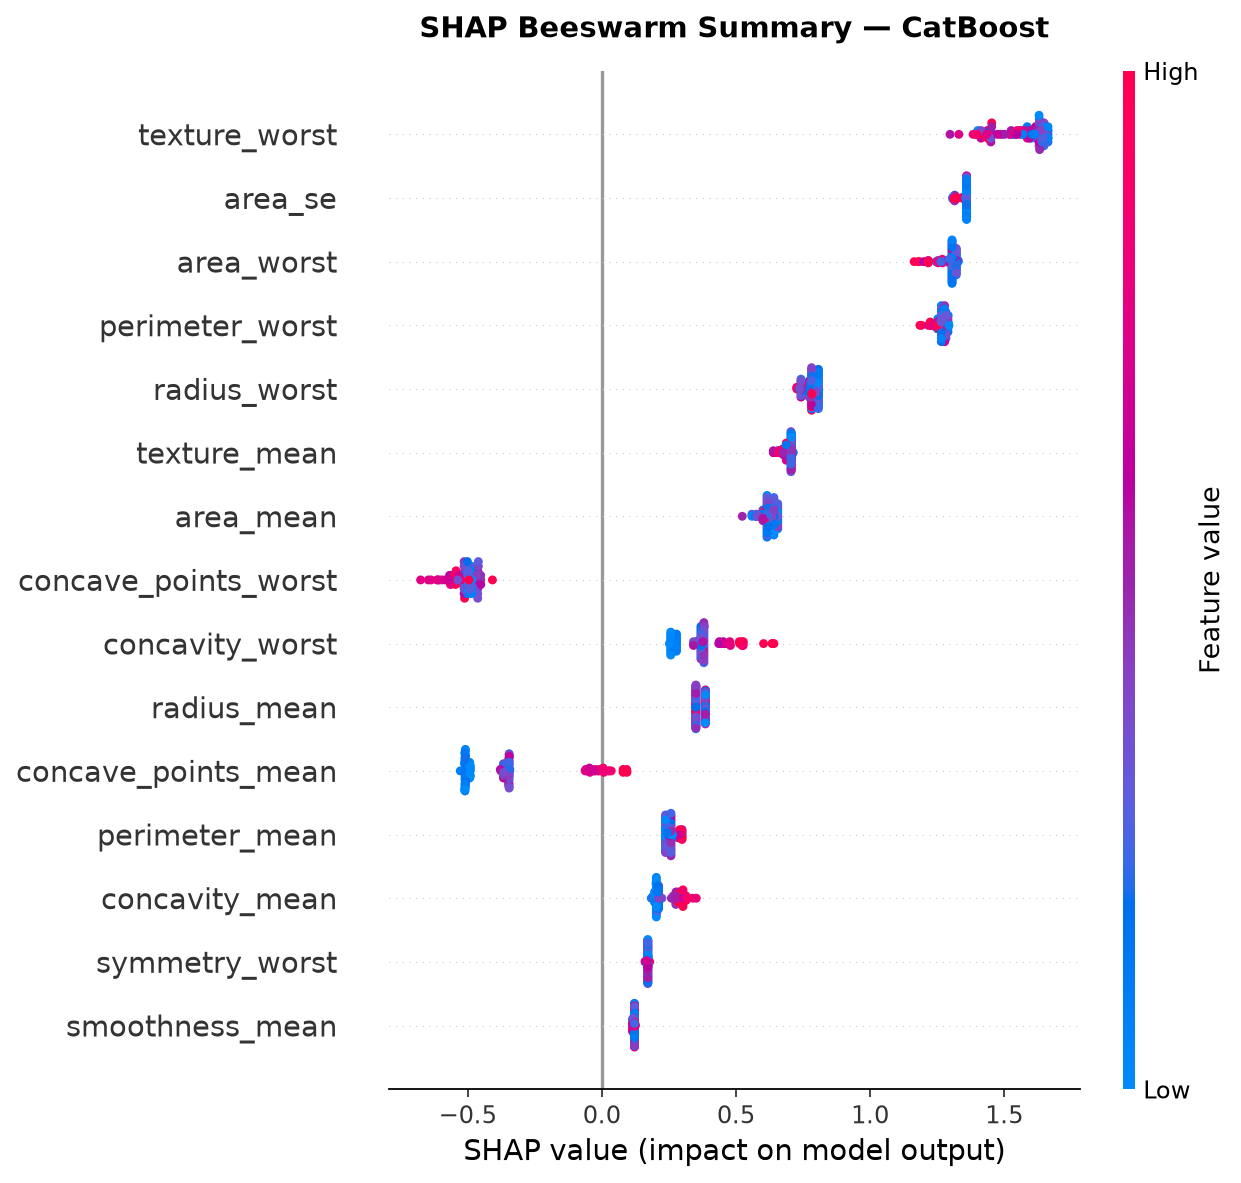 SHAP Beeswarm Summary — CatBoost
High
texture_worst
area_se
area_worst
perimeter_worst
radius_worst
texture_mean
area_mean
concave_points_worst
concavity_worst
radius_mean
concave_points_mean
perimeter_mean
concavity_mean
symmetry_worst
smoothness_mean
Feature value
Low
−0.5 0.0 0.5 1.0 1.5
SHAP value (impact on model output)